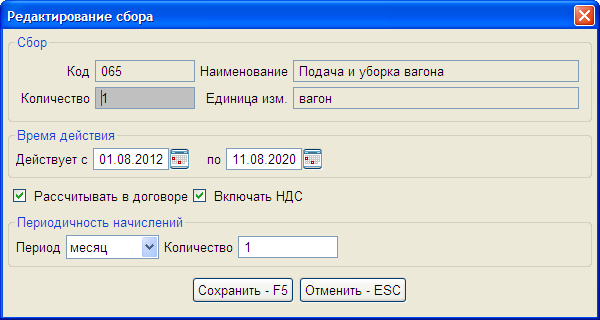 Редактирование сбора
Сбор
Код 065 Наименование Подача и уборка вагона
Количество 1 Единица изм. вагон
Время действия
Действует с 01.08.2012 по 11.08.2020
Рассчитывать в договоре Включать НДС
Периодичность начислений
Период месяц Количество 1
Сохранить - F5 Отменить - ESC